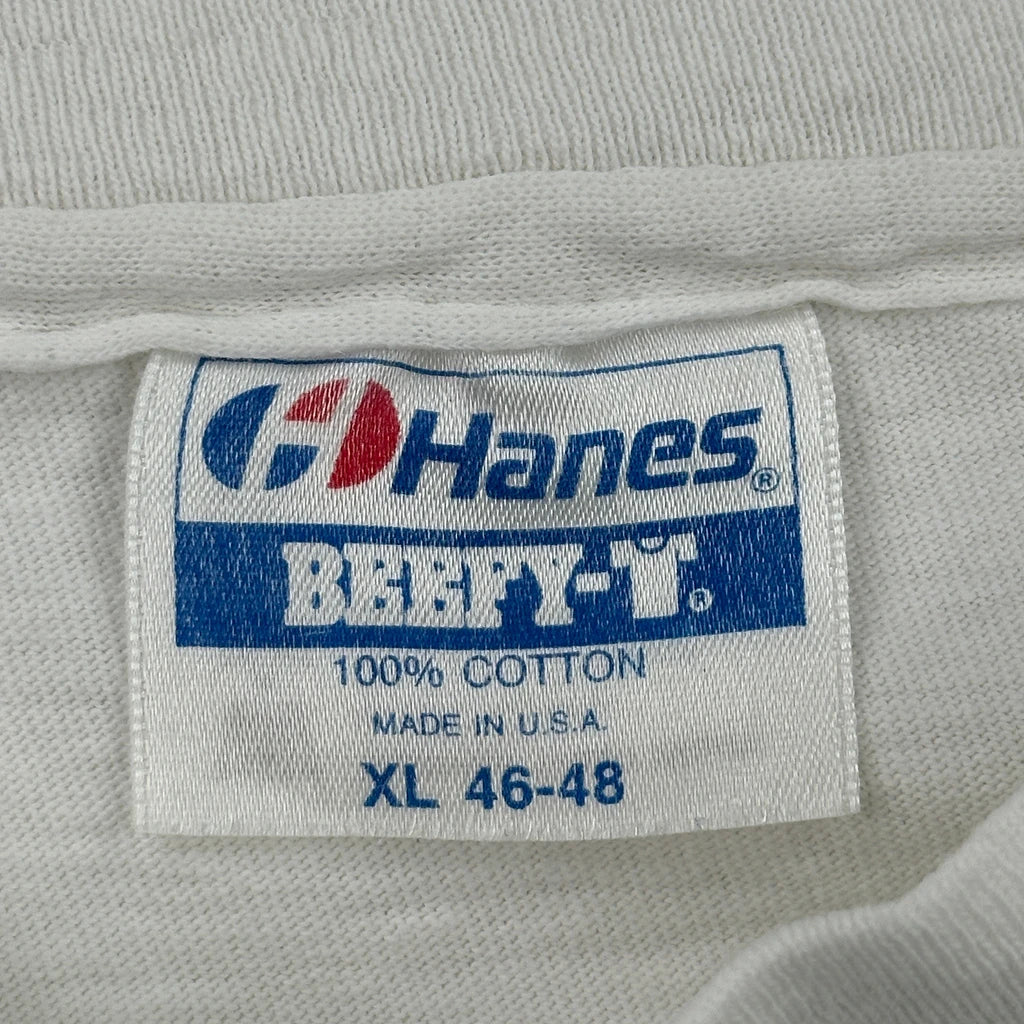 Hanes®
BEEFY-T®
100% COTTON
MADE IN U.S.A.
XL 46-48